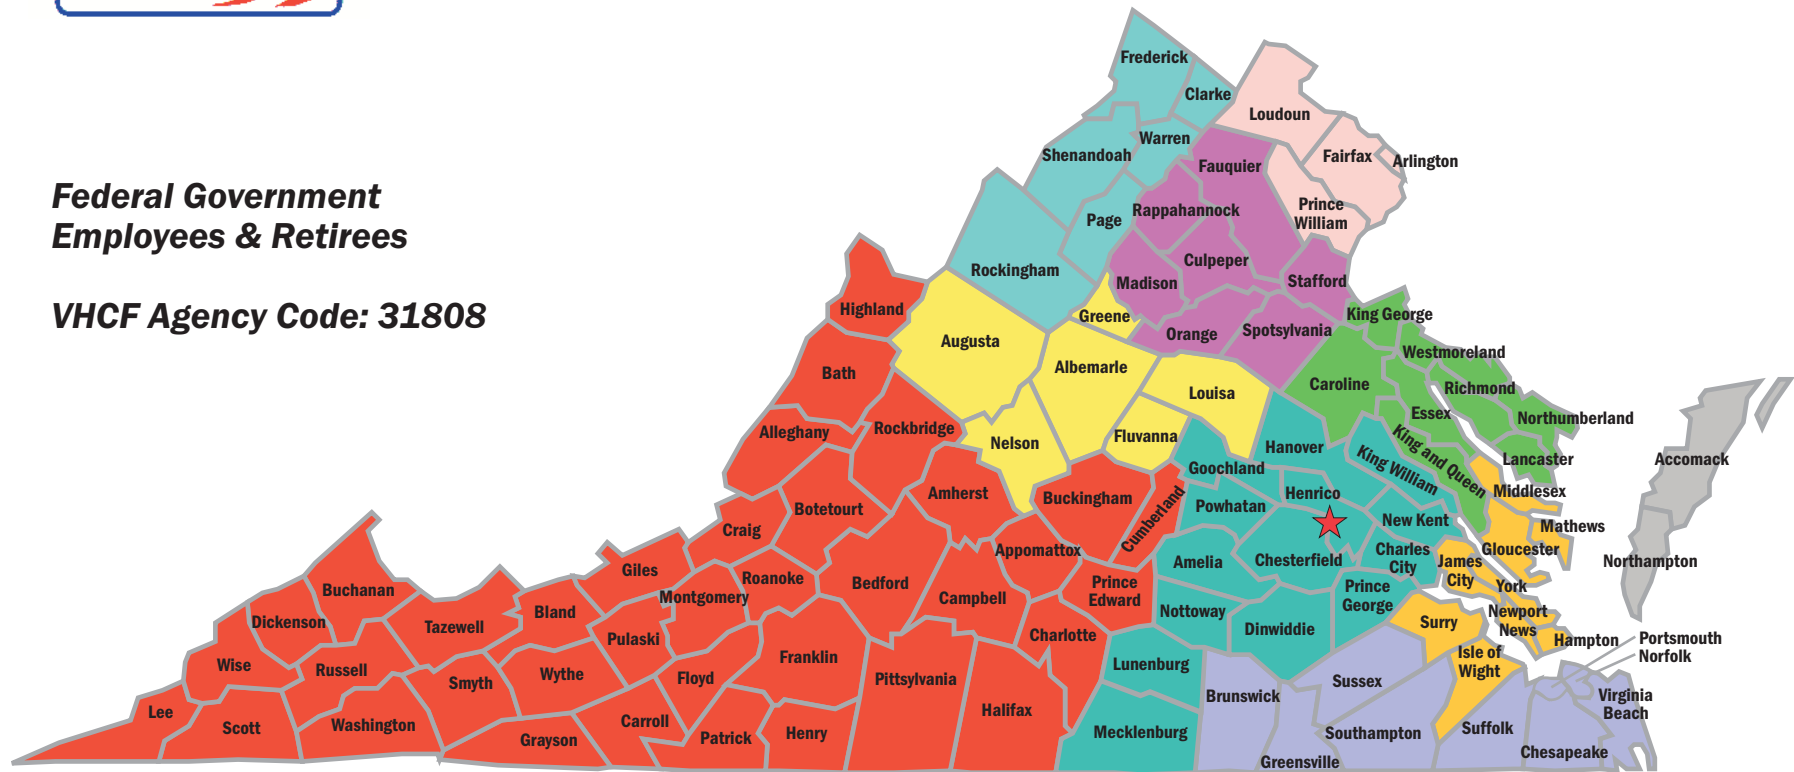 Federal Government
Employees & Retirees
VHCF Agency Code: 31808
Frederick
Clarke
Loudoun
Warren
Shenandoah
Fairfax
Arlington
Fauquier
Prince
William
Rappahannock
Page
Rockingham
Culpeper
Madison
Stafford
Highland
Greene
King George
Orange
Spotsylvania
Augusta
Westmoreland
Albemarle
Bath
Caroline
Richmond
Louisa
Essex
Northumberland
Alleghany
Rockbridge
Nelson
Fluvanna
Hanover
King and Queen
King William
Lancaster
Accomack
Goochland
Amherst
Buckingham
Cumberland
Henrico
Middlesex
Botetourt
Powhatan
Craig
New Kent
Mathews
Appomattox
Gloucester
Amelia
Chesterfield
Charles
City
James
City
Northampton
Giles
Roanoke
Bedford
Buchanan
Montgomery
Campbell
Prince
Edward
Prince
George
York
Bland
Nottoway
Newport
News
Dickenson
Tazewell
Surry
Dinwiddie
Pulaski
Charlotte
Hampton
Portsmouth
Norfolk
Wise
Russell
Franklin
Lunenburg
Isle of
Wight
Wythe
Floyd
Pittsylvania
Smyth
Sussex
Brunswick
Virginia
Beach
Lee
Scott
Washington
Carroll
Halifax
Grayson
Patrick
Henry
Mecklenburg
Southampton
Suffolk
Chesapeake
Greensville